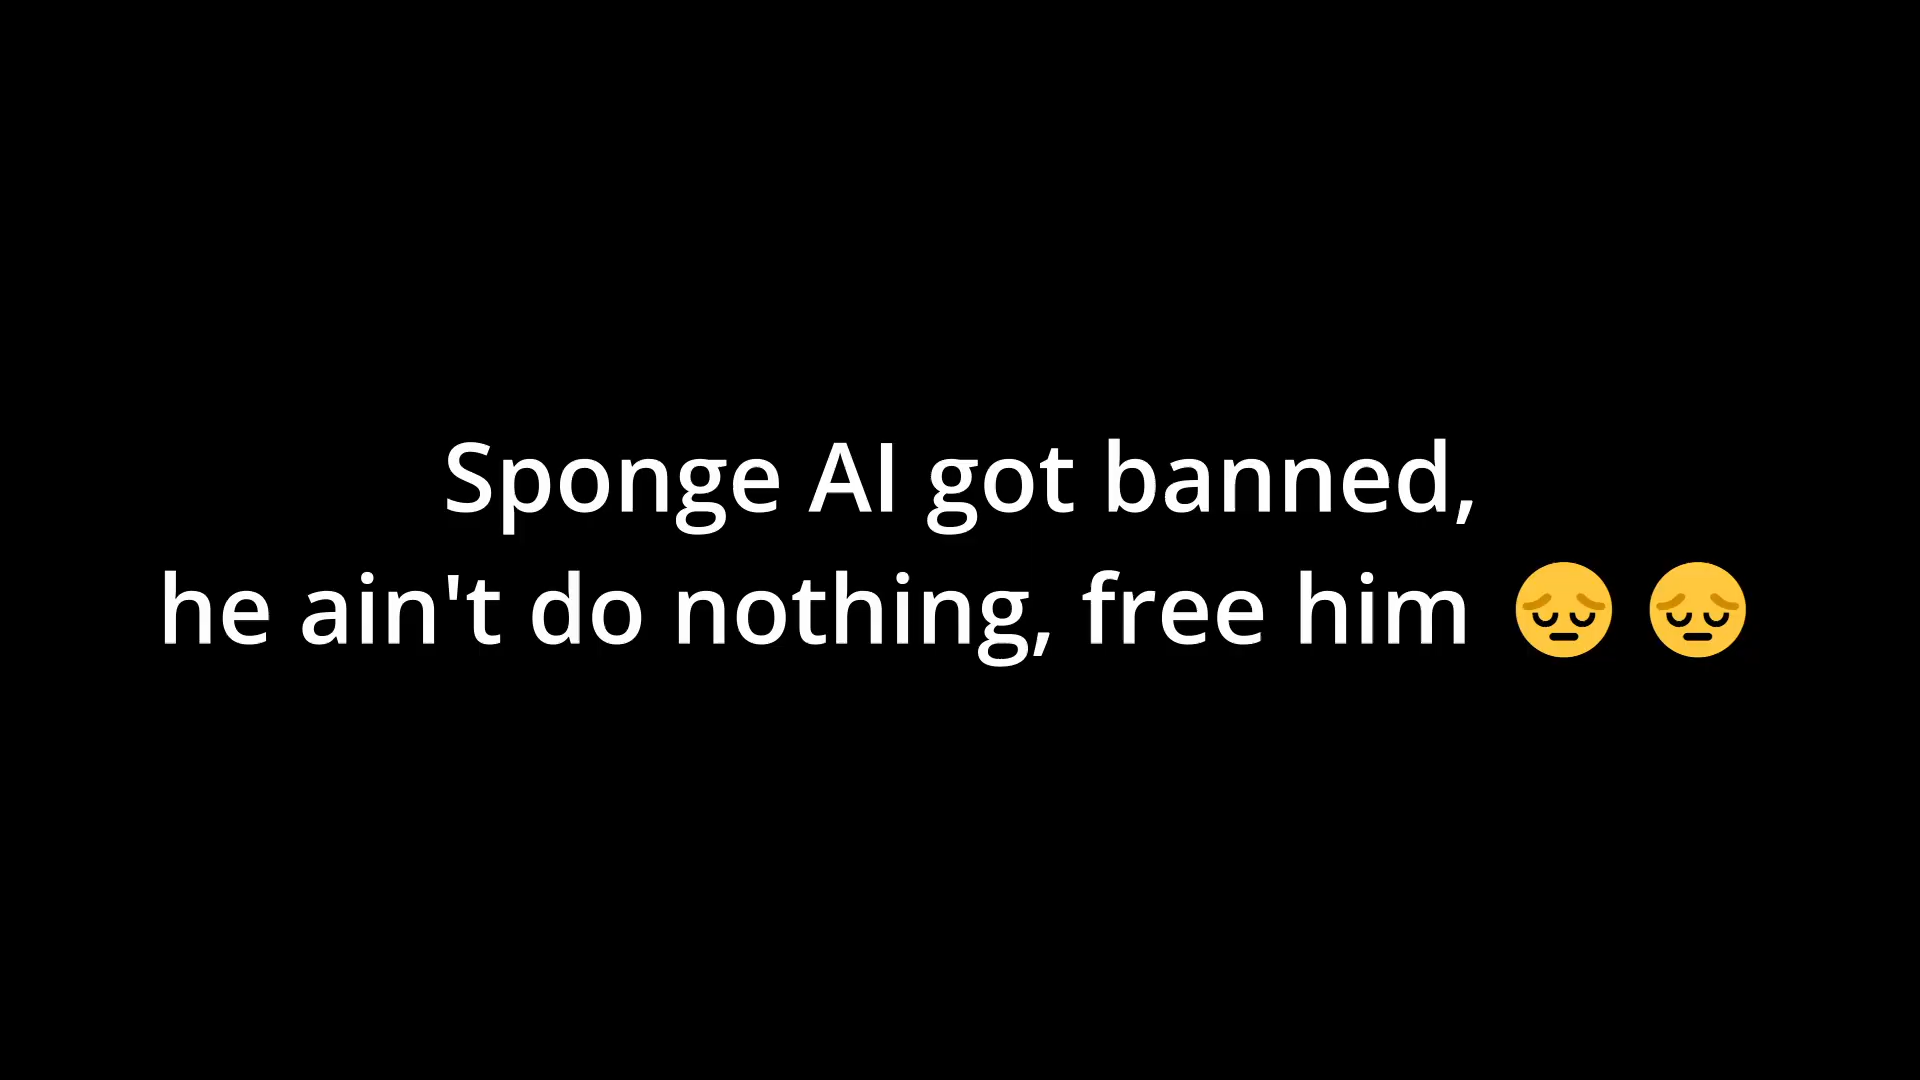 Sponge AI got banned,
he ain't do nothing, free him 😔 😔